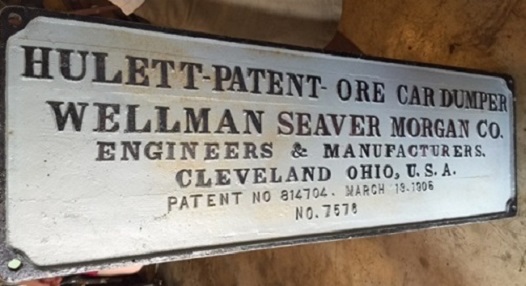 HULETT-PATENT- ORE CAR DUMPER
WELLMAN SEAVER MORGAN CO.
ENGINEERS & MANUFACTURERS.
CLEVELAND OHIO, U.S.A.
PATENT NO 814704. MARCH 13.1906
NO. 7578